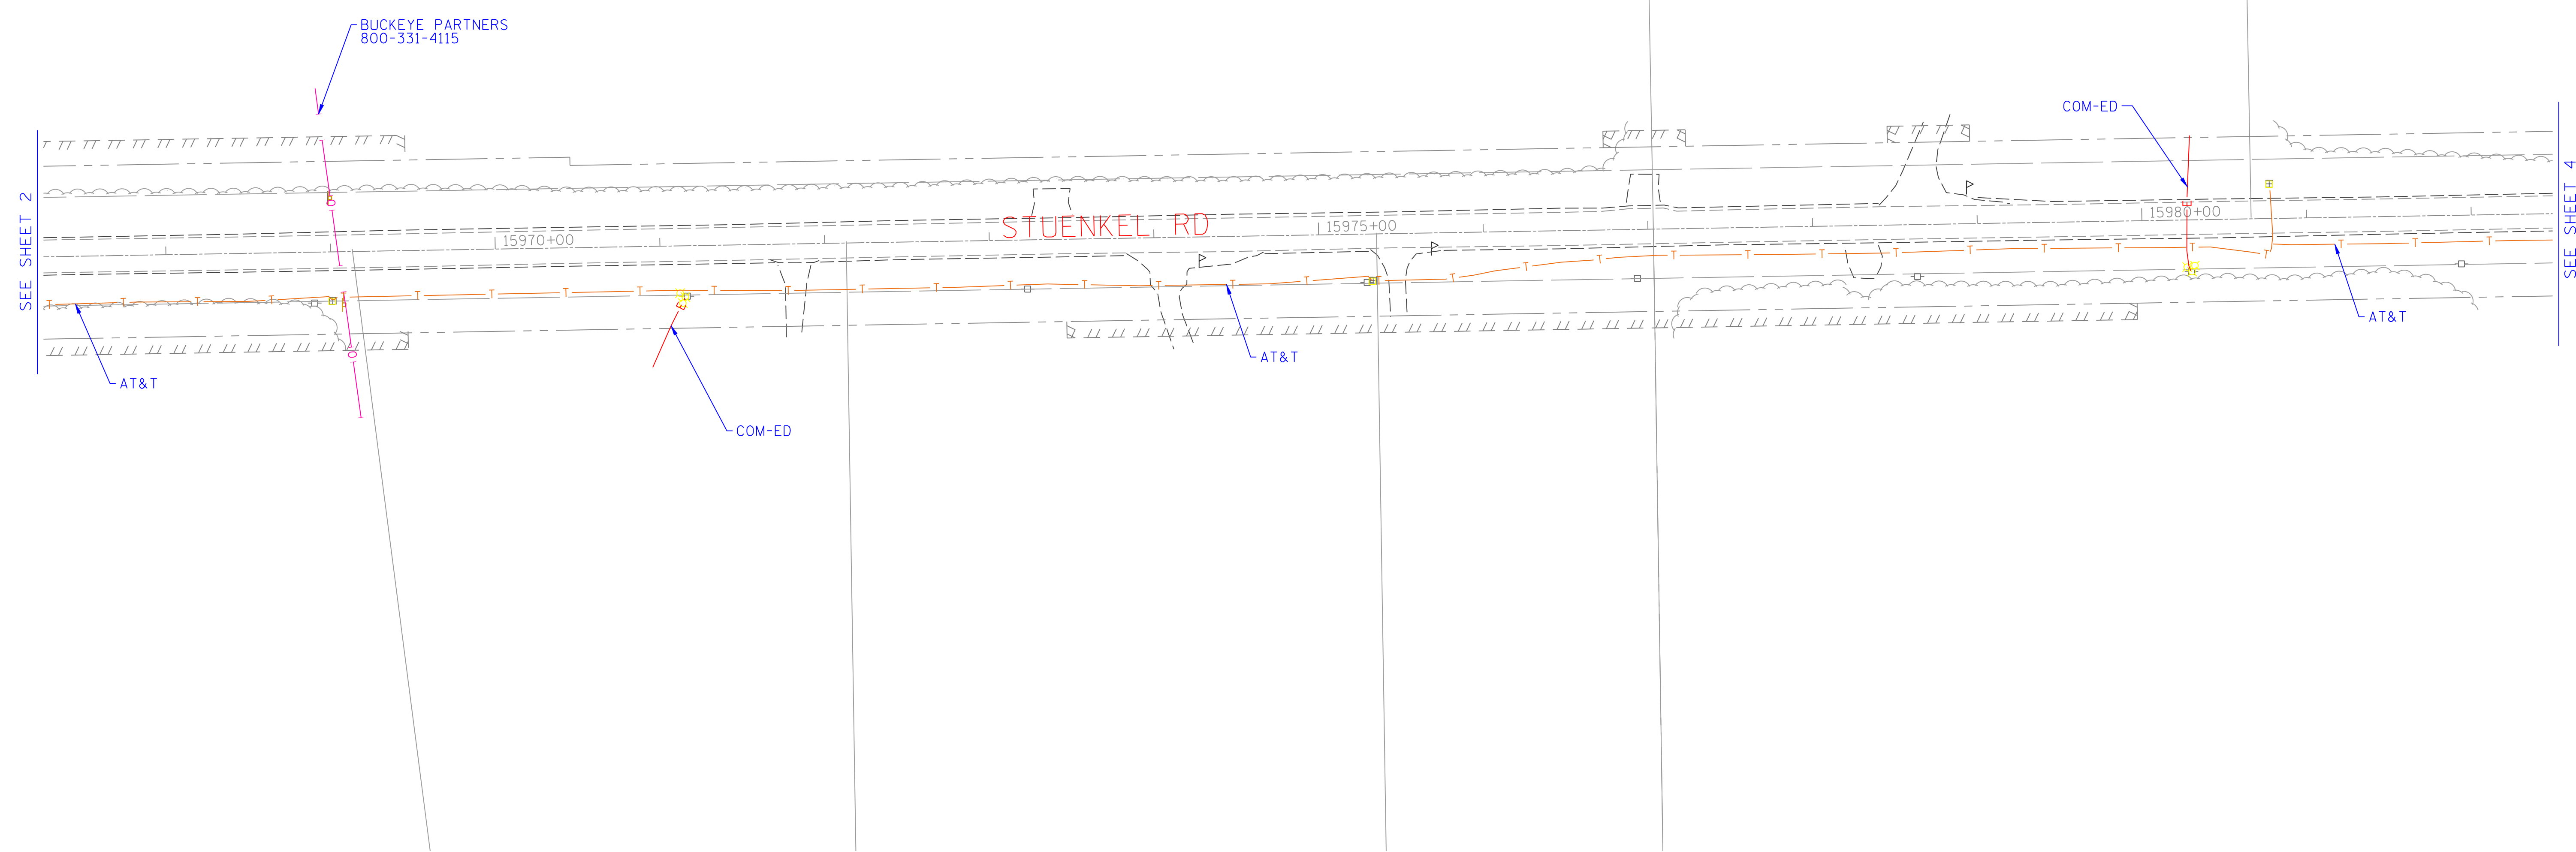 BUCKEYE PARTNERS
800-331-4115
COM-ED
SEE SHEET 2
SEE SHEET 4
STUENKEL RD
15970+00
15975+00
15980+00
AT&T
AT&T
AT&T
COM-ED